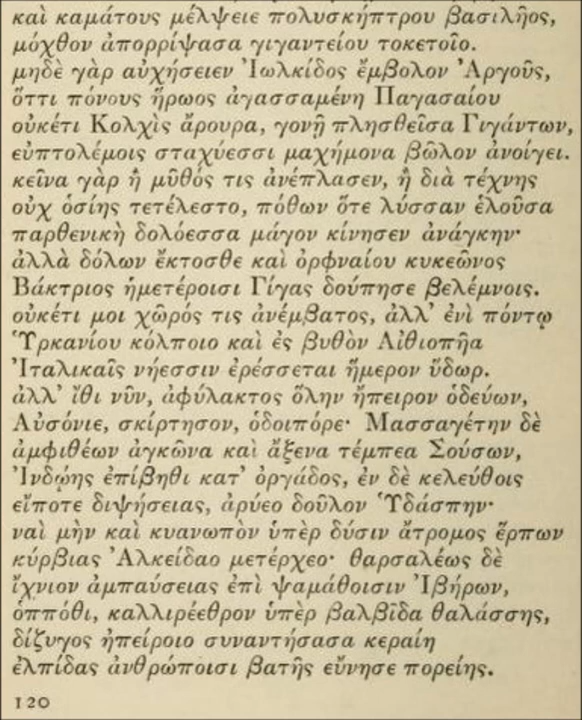 καὶ καμάτους μέλψειε πολυσκήπτρου βασιλῆος,
μόχθον ἀπορρίψασα γιγαντείου τοκετοῖο.
μηδὲ γὰρ αὐχήσειεν Ἰωλκίδος ἔμβολον Ἀργοῦς,
ὅττι πόνους ἥρωος ἀγασσαμένη Παγασαίου
οὐκέτι Κολχὶς ἄρουρα, γονῇ πλησθεῖσα Γιγάντων,
εὐπτολέμοις σταχύεσσι μαχήμονα βῶλον ἀνοίγει.
κεῖνα γὰρ ἢ μῦθός τις ἀνέπλασεν, ἢ διὰ τέχνης
οὐχ ὁσίης τετέλεστο, πόθων ὅτε λύσσαν ἑλοῦσα
παρθενικὴ δολόεσσα μάγον κίνησεν ἀνάγκην·
ἀλλὰ δόλων ἔκτοσθε καὶ ὀρφναίου κυκεῶνος
Βάκτριος ἡμετέροισι Γίγας δούπησε βελέμνοις.
οὐκέτι μοι χῶρός τις ἀνέμβατος, ἀλλ’ ἐνὶ πόντῳ
Ὑρκανίου κόλποιο καὶ ἐς βυθὸν Αἰθιοπῆα
Ἰταλικαῖς νήεσσιν ἐρέσσεται ἥμερον ὕδωρ.
ἀλλ’ ἴθι νῦν, ἀφύλακτος ὅλην ἤπειρον ὁδεύων,
Αὐσόνιε, σκίρτησον, ὁδοιπόρε· Μασσαγέτην δὲ
ἀμφιθέων ἀγκῶνα καὶ ἄξενα τέμπεα Σούσων,
Ἰνδῴης ἐπίβηθι κατ’ ὀργάδος, ἐν δὲ κελεύθοις
εἴποτε διψήσειας, ἀρύεο δοῦλον Ὑδάσπην·
ναὶ μὴν καὶ κυανωπὸν ὑπὲρ δύσιν ἄτρομος ἕρπων
κύρβιας Ἀλκείδαο μετέρχεο· θαρσαλέως δὲ
ἴχνιον ἀμπαύσειας ἐπὶ ψαμάθοισιν Ἰβήρων,
ὁππόθι, καλλιρέεθρον ὑπὲρ βαλβῖδα θαλάσσης,
δίζυγος ἠπείροιο συναντήσασα κεραίη
ἐλπίδας ἀνθρώποισι βατῆς εὔνησε πορείης.
120